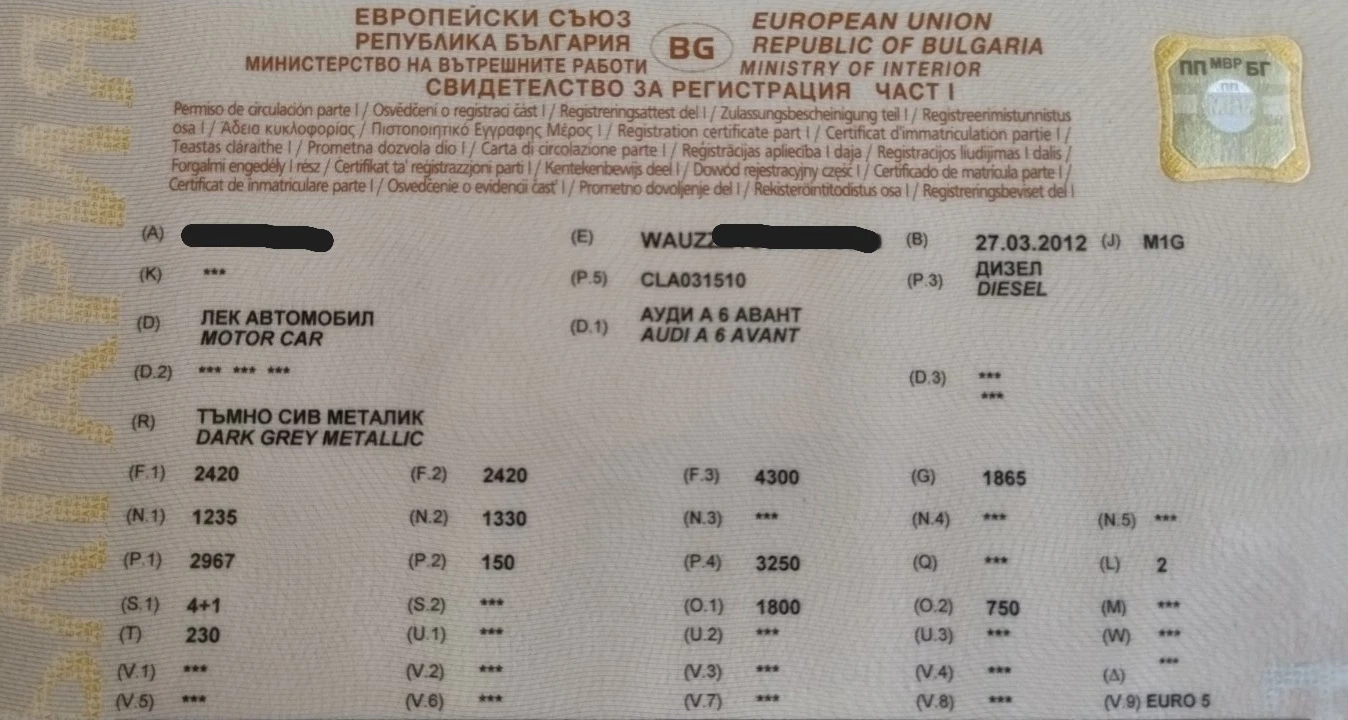 ЕВРОПЕЙСКИ СЪЮЗ EUROPEAN UNION
РЕПУБЛИКА БЪЛГАРИЯ BG REPUBLIC OF BULGARIA
МИНИСТЕРСТВО НА ВЪТРЕШНИТЕ РАБОТИ MINISTRY OF INTERIOR
СВИДЕТЕЛСТВО ЗА РЕГИСТРАЦИЯ ЧАСТ I
ПП МВР БГ
ПП
МВР
Permiso de circulación parte I / Osvědčení o registraci část I / Registreringsattest del I / Zulassungsbescheinigung teil I / Registreerimistunnistus
osa I / Άδεια κυκλοφορίας / Πιστοποιητικό Εγγραφης Μέρος I / Registration certificate part I / Certificat d'immatriculation partie I /
Teastas cláraithe I / Prometna dozvola dio I / Carta di circolazione parte I / Reģistrācijas apliecība I daja / Registracijos liudijimas I dalis /
Forgalmi engedély I rész / Certifikat ta' reġistrazzjoni parti I / Kentekenbewijs deel I / Dowód rejestracyjny część I / Certificado de matrícula parte I /
Certificat de inmatriculare parte I / Osvedčenie o evidencii časť I / Prometno dovoljenje del I / Rekisteröintitodistus osa I / Registreringsbeviset del I
(A) (E) WAUZZ (B) 27.03.2012 (J) M1G
(K) *** (P.5) CLA031510 (P.3) ДИЗЕЛ
DIESEL
(D) ЛЕК АВТОМОБИЛ (D.1) АУДИ А 6 АВАНТ
MOTOR CAR AUDI A 6 AVANT
(D.2) *** *** *** (D.3) ***
***
(R) ТЪМНО СИВ МЕТАЛИК
DARK GREY METALLIC
(F.1) 2420 (F.2) 2420 (F.3) 4300 (G) 1865
(N.1) 1235 (N.2) 1330 (N.3) *** (N.4) *** (N.5) ***
(P.1) 2967 (P.2) 150 (P.4) 3250 (Q) *** (L) 2
(S.1) 4+1 (S.2) *** (O.1) 1800 (O.2) 750 (M) ***
(T) 230 (U.1) *** (U.2) *** (U.3) *** (W) ***
(V.1) *** (V.2) *** (V.3) *** (V.4) *** (Δ) ***
(V.5) *** (V.6) *** (V.7) *** (V.8) *** (V.9) EURO 5